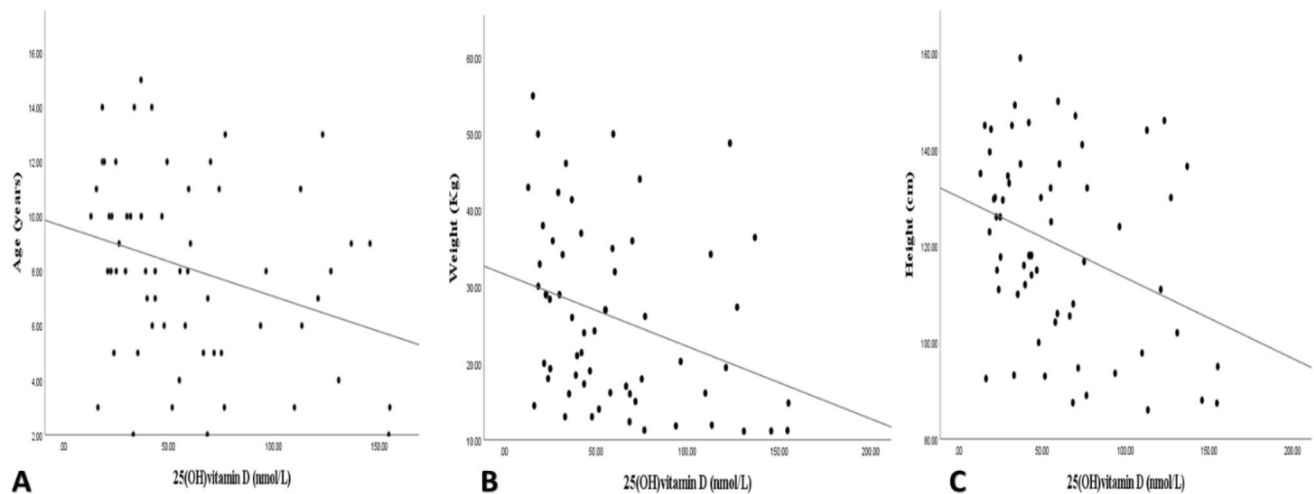 16.00
14.00
12.00
10.00
8.00
6.00
4.00
2.00
Age (years)
.00 50.00 100.00 150.00
25(OH)vitamin D (nmol/L)
A
60.00
50.00
40.00
30.00
20.00
10.00
Weight (Kg)
.00 50.00 100.00 150.00 200.00
25(OH)vitamin D (nmol/L)
B
160.00
140.00
120.00
100.00
80.00
Height (cm)
.00 50.00 100.00 150.00 200.00
25(OH)vitamin D (nmol/L)
C